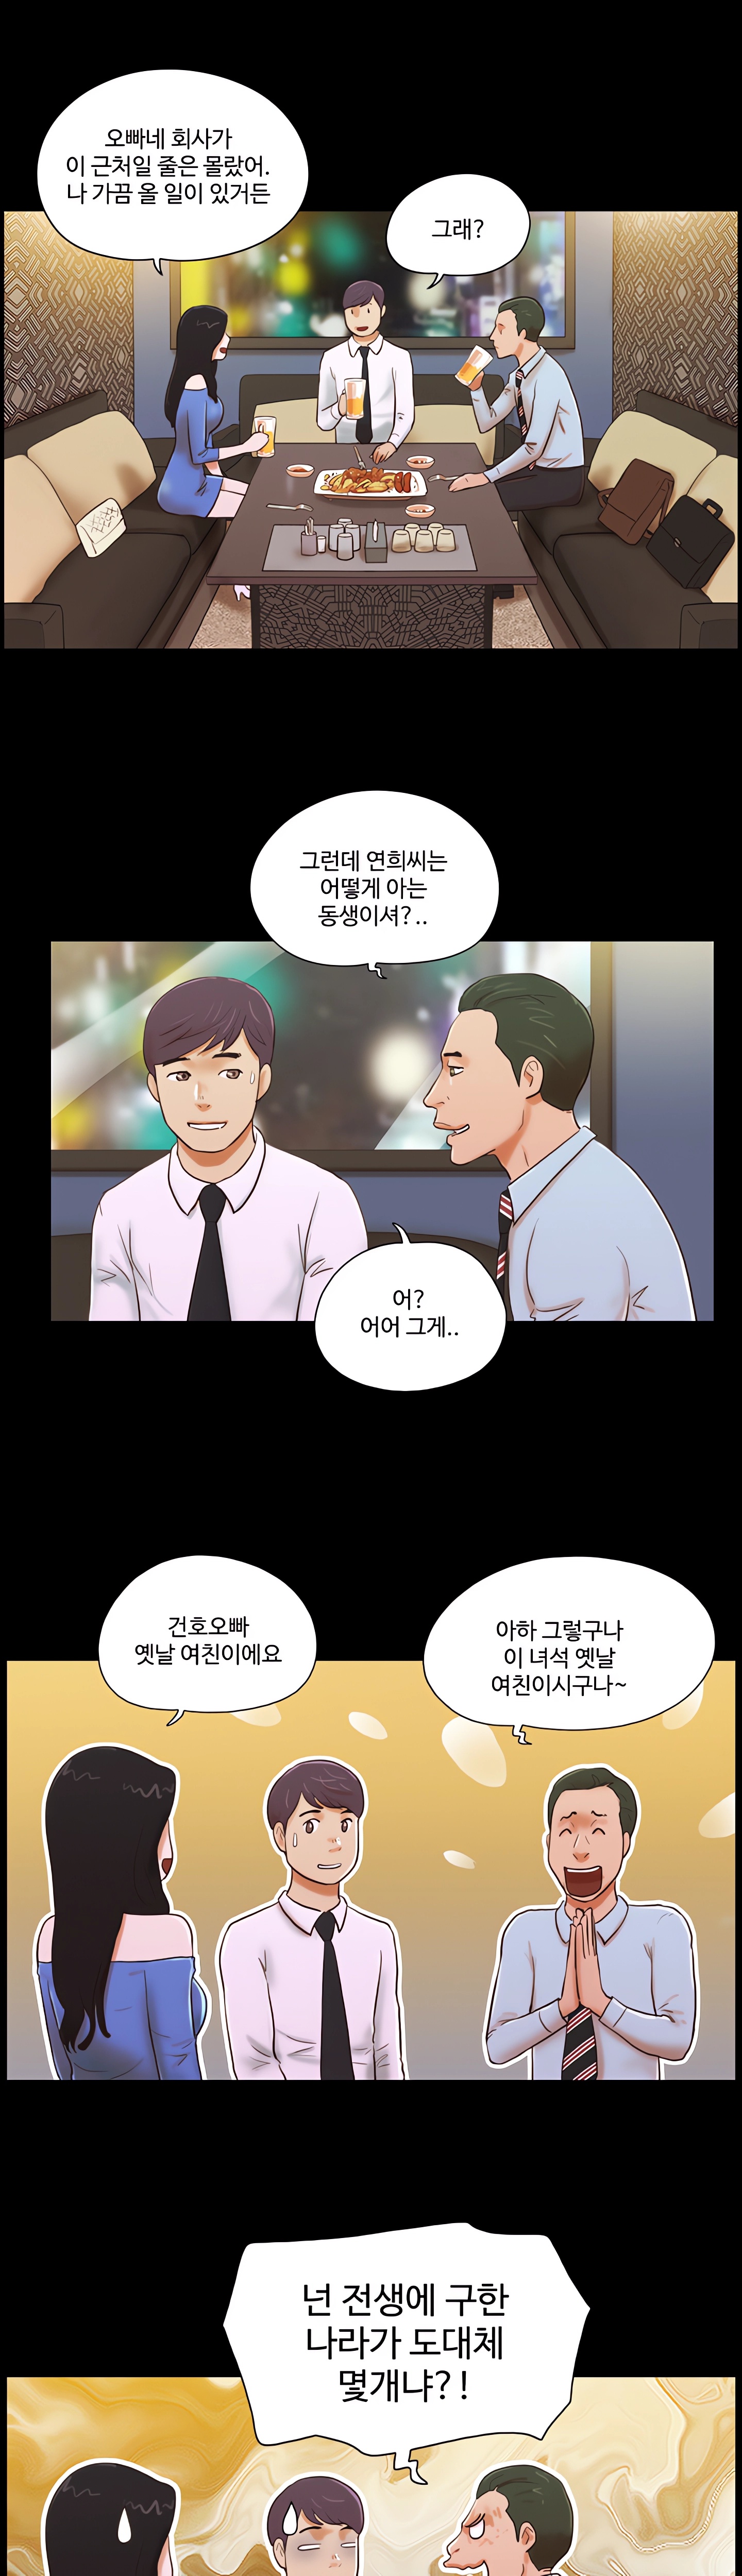 오빠네 회사가
이 근처일 줄은 몰랐어.
나 가끔 올 일이 있거든
그래?
그런데 연희씨는
어떻게 아는
동생이셔?..
어?
어어 그게..
건호오빠
옛날 여친이에요
아하 그렇구나
이 녀석 옛날
여친이시구나~
넌 전생에 구한
나라가 도대체
몇개냐?!